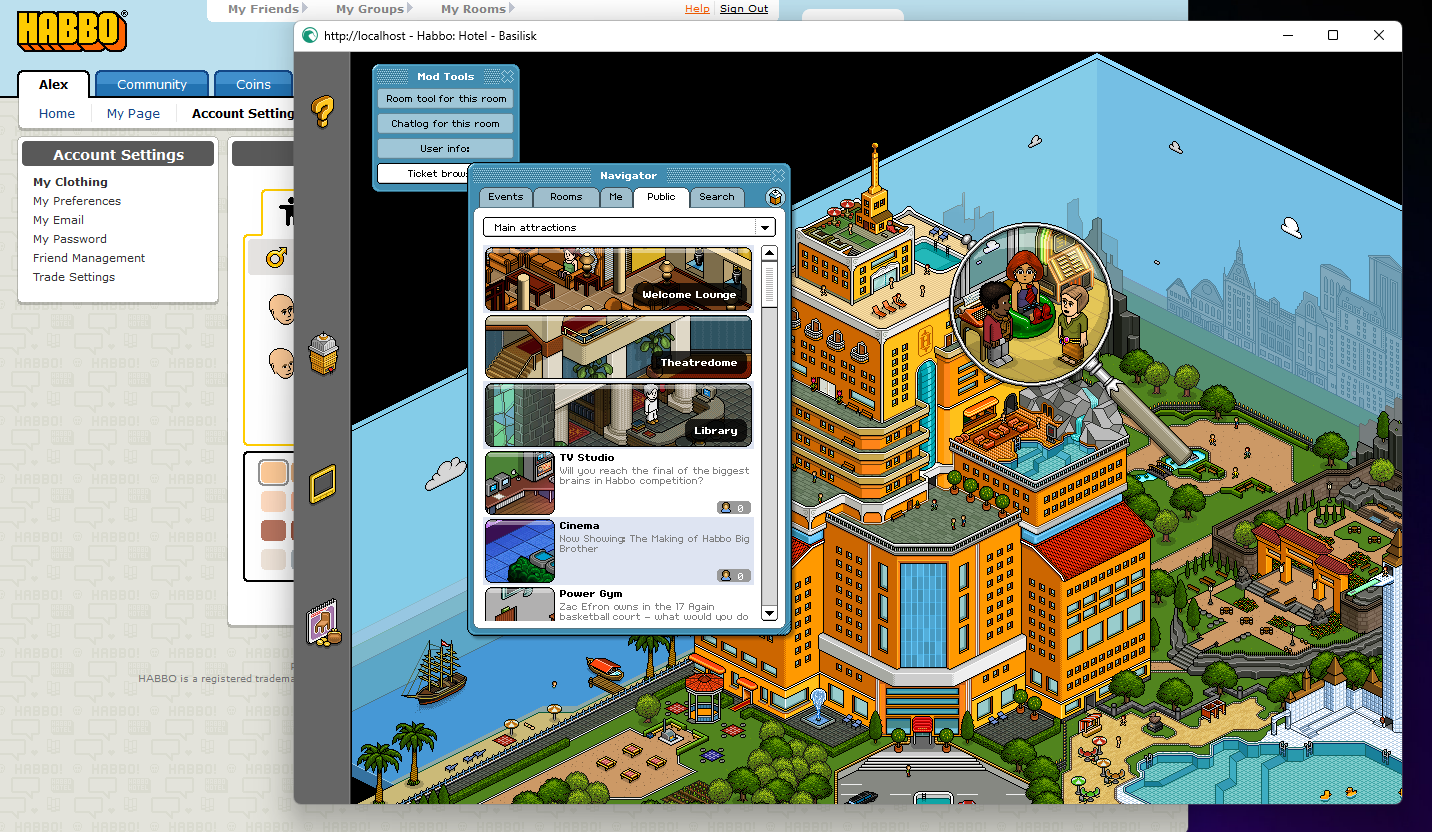 HABBO
My Friends
My Groups
My Rooms
Help
Sign Out
http://localhost - Habbo: Hotel - Basilisk
Alex
Community
Coins
Home
My Page
Account Setting
Account Settings
My Clothing
My Preferences
My Email
My Password
Friend Management
Trade Settings
HABBO is a registered tradema
Mod Tools
Room tool for this room
Chatlog for this room
User info:
Ticket brow
Navigator
Events
Rooms
Me
Public
Search
Main attractions
Welcome Lounge
Theatredome
Library
TV Studio
Will you reach the final of the biggest
brains in Habbo competition?
0
Cinema
Now Showing: The Making of Habbo Big
Brother
0
Power Gym
Zac Efron owns in the 17 Again
basketball court – what would you do